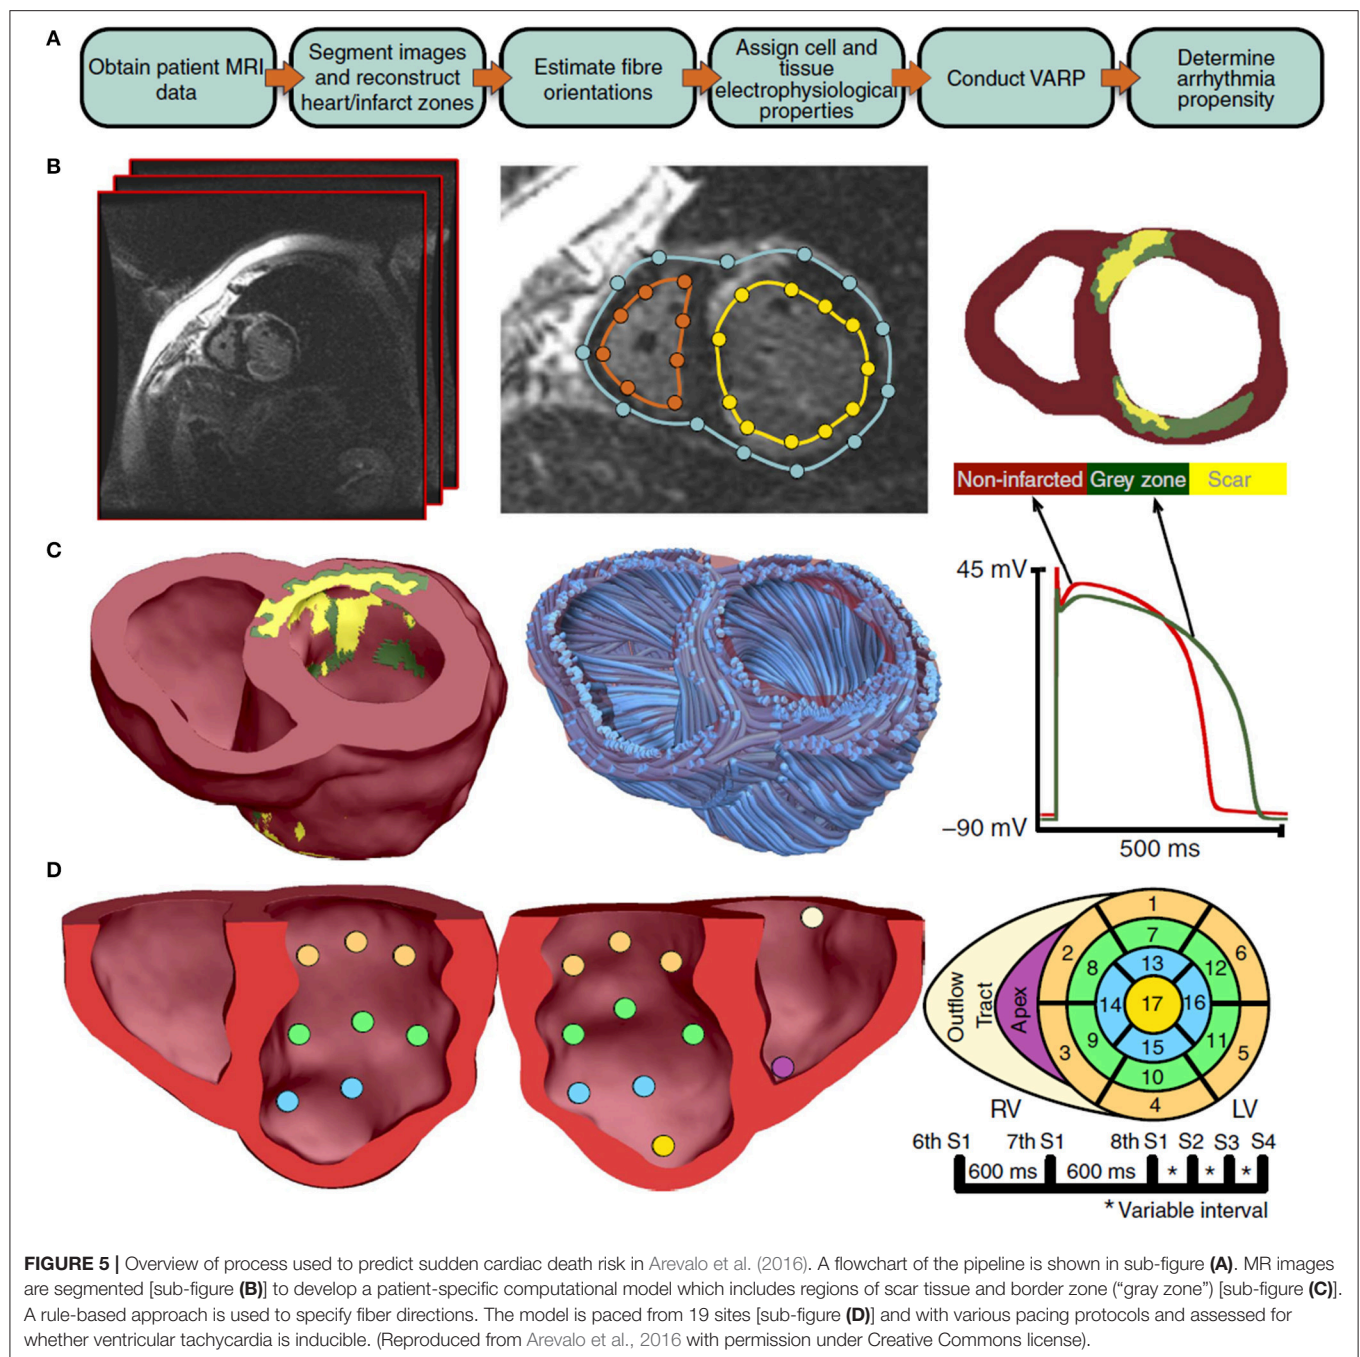 A
Obtain patient MRI
data
Segment images
and reconstruct
heart/infarct zones
Estimate fibre
orientations
Assign cell and
tissue
electrophysiological
properties
Conduct VARP
Determine
arrhythmia
propensity
B
Non-infarcted Grey zone Scar
C
45 mV
–90 mV
500 ms
D
Outflow
Tract
Apex
1
2
3
4
5
6
7
8
9
10
11
12
13
14
15
16
17
RV LV
6th S1 7th S1 8th S1 S2 S3 S4
600 ms 600 ms * * *
* Variable interval
FIGURE 5 | Overview of process used to predict sudden cardiac death risk in Arevalo et al. (2016). A flowchart of the pipeline is shown in sub-figure (A). MR images
are segmented [sub-figure (B)] to develop a patient-specific computational model which includes regions of scar tissue and border zone (“gray zone”) [sub-figure (C)].
A rule-based approach is used to specify fiber directions. The model is paced from 19 sites [sub-figure (D)] and with various pacing protocols and assessed for
whether ventricular tachycardia is inducible. (Reproduced from Arevalo et al., 2016 with permission under Creative Commons license).